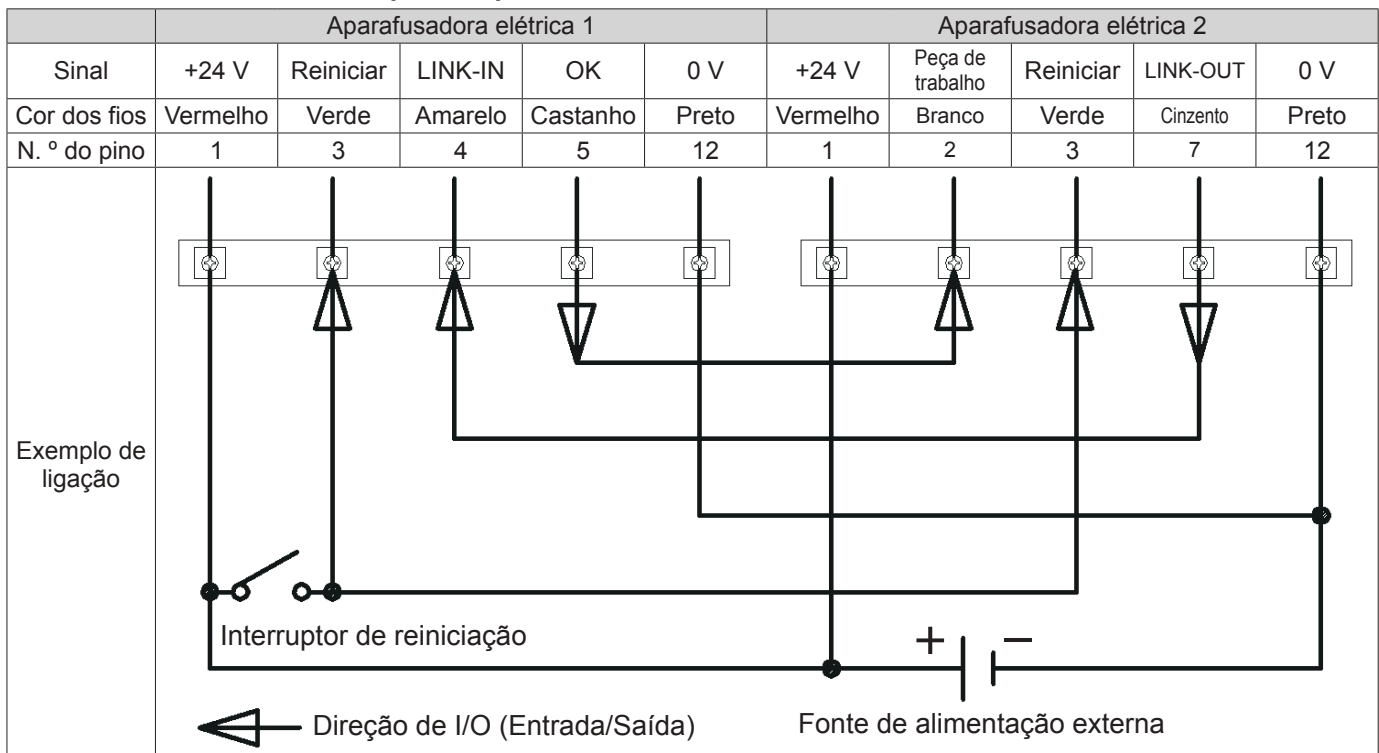 Aparafusadora elétrica 1 Aparafusadora elétrica 2
Sinal +24 V Reiniciar LINK-IN OK 0 V +24 V Peça de trabalho Reiniciar LINK-OUT 0 V
Cor dos fios Vermelho Verde Amarelo Castanho Preto Vermelho Branco Verde Cinzento Preto
N. º do pino 1 3 4 5 12 1 2 3 7 12
Exemplo de
ligação
Interruptor de reiniciação
+ −
Direção de I/O (Entrada/Saída) Fonte de alimentação externa